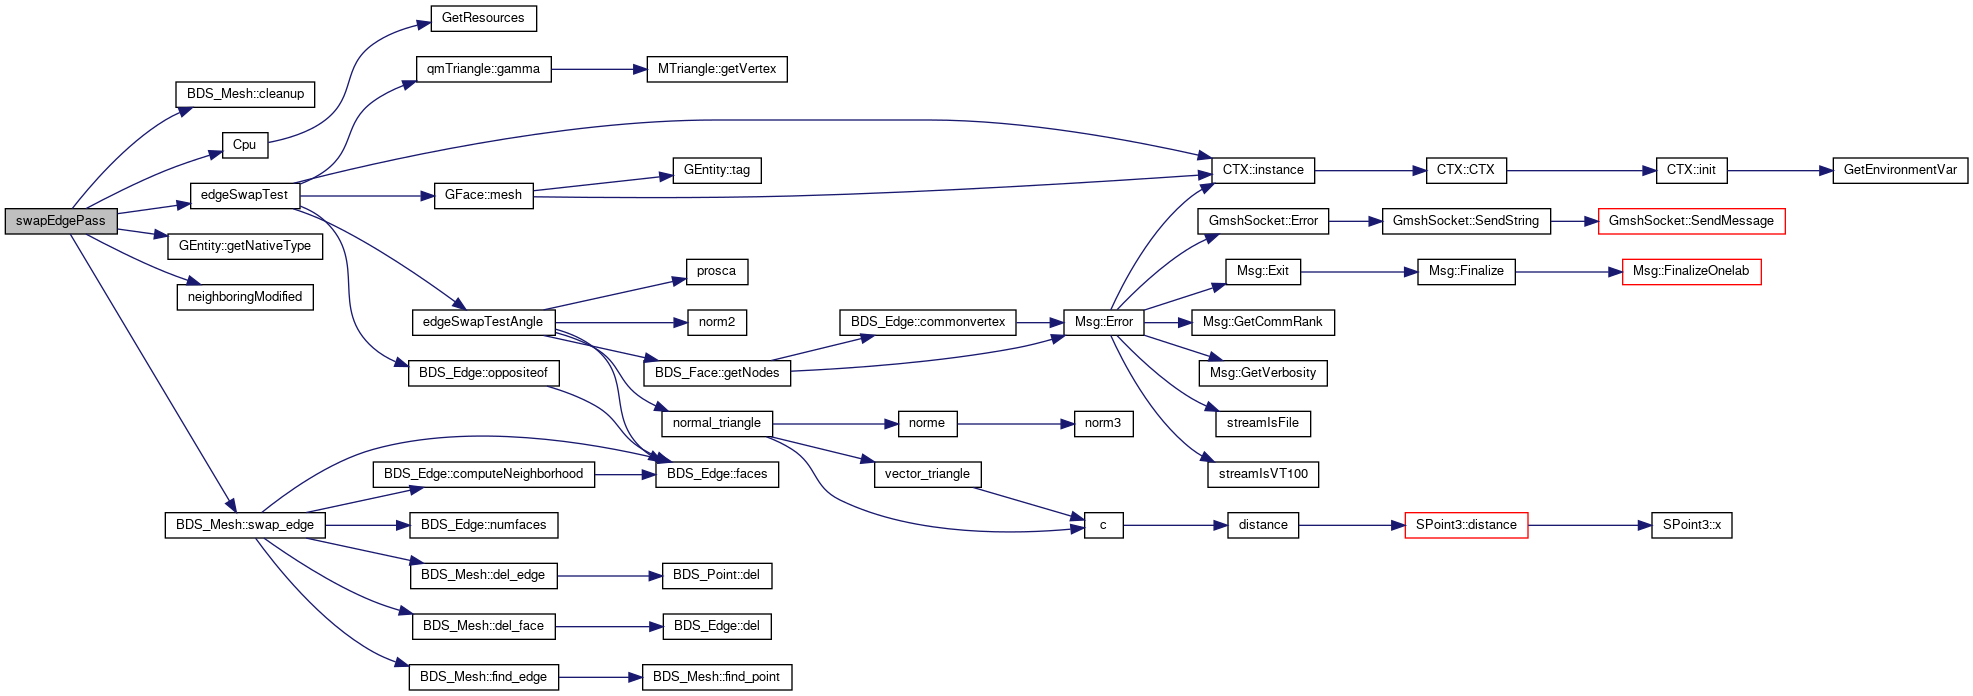 GetResources
qmTriangle::gamma
MTriangle::getVertex
BDS_Mesh::cleanup
Cpu
GEntity::tag
CTX::instance
CTX::CTX
CTX::init
GetEnvironmentVar
edgeSwapTest
GFace::mesh
swapEdgePass
GmshSocket::Error
GmshSocket::SendString
GmshSocket::SendMessage
GEntity::getNativeType
prosca
Msg::Exit
Msg::Finalize
Msg::FinalizeOnelab
neighboringModified
edgeSwapTestAngle
norm2
BDS_Edge::commonvertex
Msg::Error
Msg::GetCommRank
BDS_Edge::oppositeof
BDS_Face::getNodes
Msg::GetVerbosity
normal_triangle
norme
norm3
streamIsFile
BDS_Edge::computeNeighborhood
BDS_Edge::faces
vector_triangle
streamIsVT100
BDS_Mesh::swap_edge
BDS_Edge::numfaces
c
distance
SPoint3::distance
SPoint3::x
BDS_Mesh::del_edge
BDS_Point::del
BDS_Mesh::del_face
BDS_Edge::del
BDS_Mesh::find_edge
BDS_Mesh::find_point